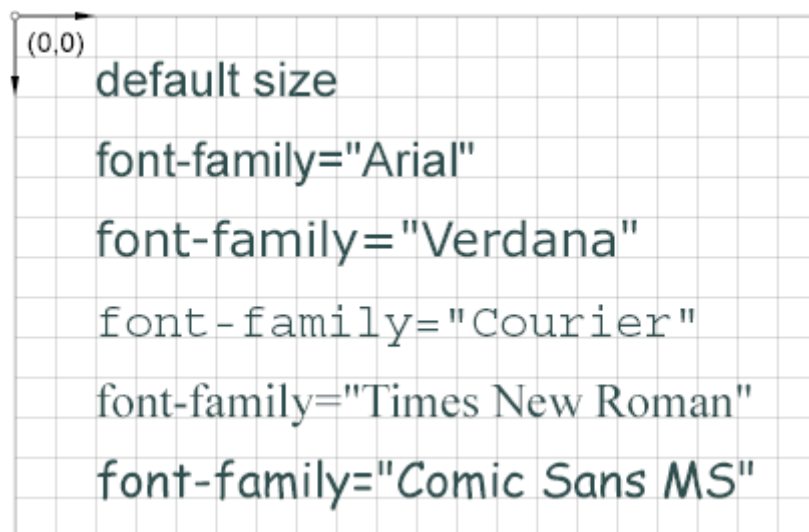 (0,0)
default size
font-family="Arial"
font-family="Verdana"
font-family="Courier"
font-family="Times New Roman"
font-family="Comic Sans MS"